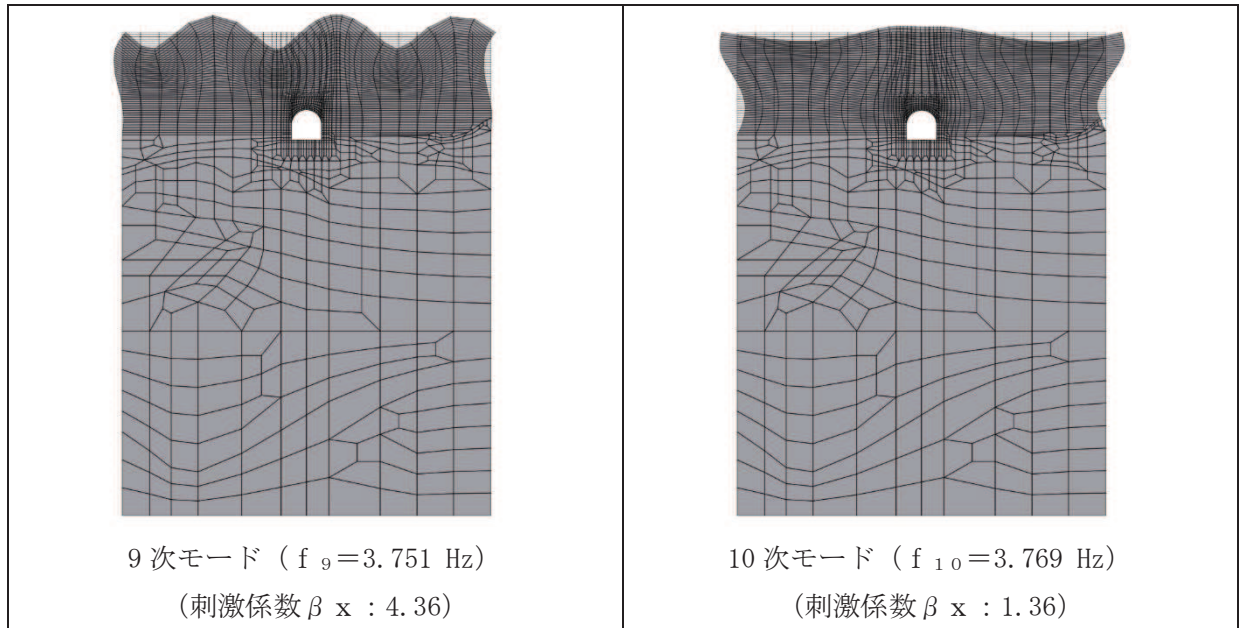 9 次モード (f ₉＝3.751 Hz)
(刺激係数β x : 4.36)
10 次モード (f ₁₀＝3.769 Hz)
(刺激係数β x : 1.36)